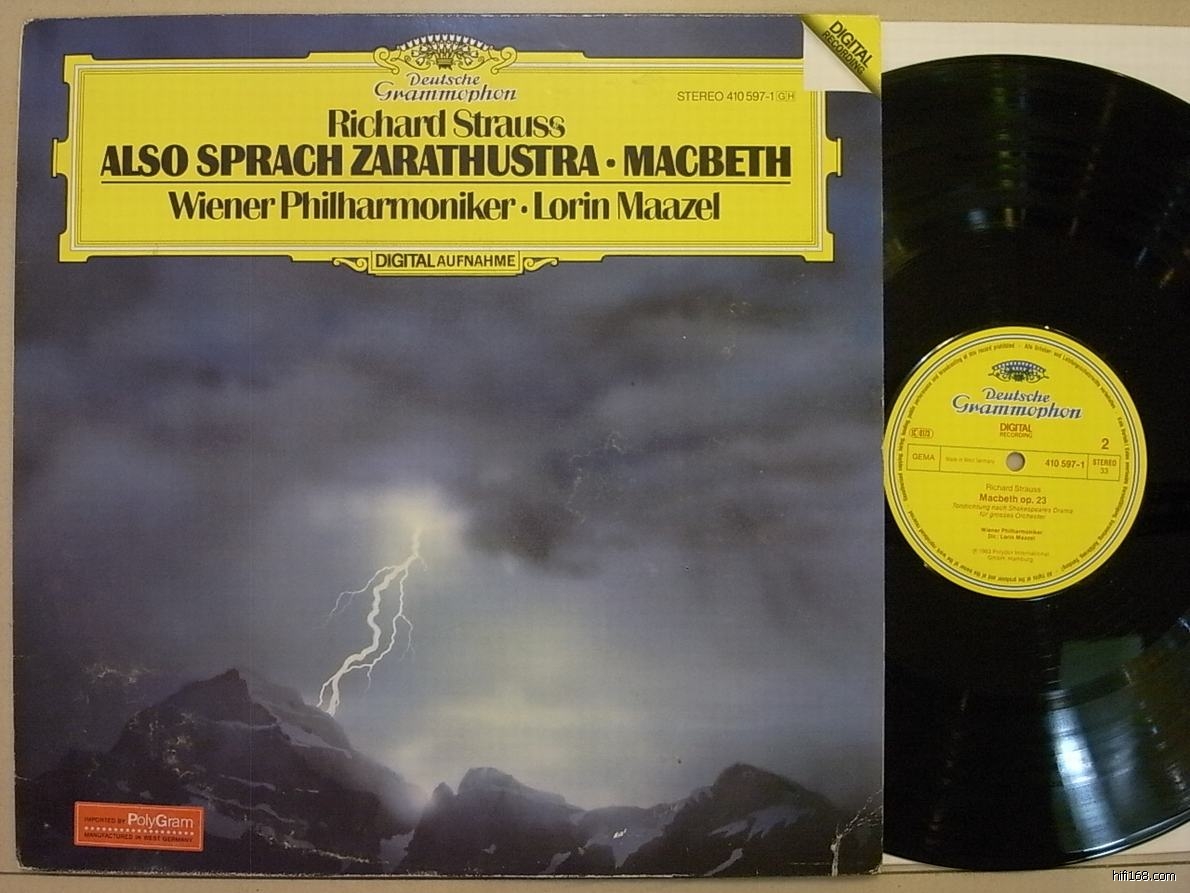 DIGITAL
RECORDING
Deutsche
Grammophon
STEREO 410 597-1 GH
Richard Strauss
ALSO SPRACH ZARATHUSTRA • MACBETH
Wiener Philharmoniker • Lorin Maazel
DIGITAL AUFNAHME
IMPORTED BY PolyGram
MANUFACTURED IN WEST GERMANY
Deutsche
Grammophon
DIGITAL
RECORDING
2
GEMA
Made in West Germany
410 597-1
STEREO
33
Richard Strauss
Macbeth op. 23
Tondichtung nach Shakespeares Drama
für grosses Orchester
Wiener Philharmoniker
Dir.: Lorin Maazel
℗ 1983 Polydor International
GmbH, Hamburg
hifi168.com